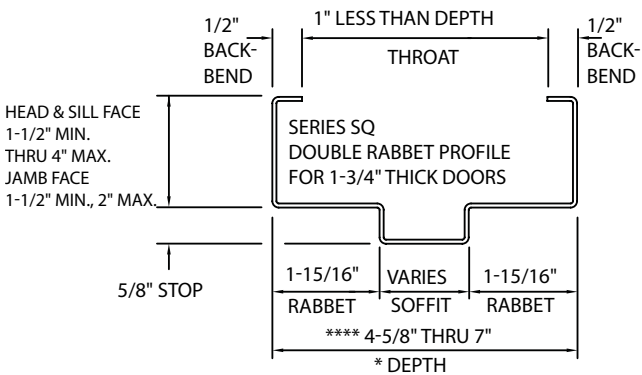 1/2"
BACK-
BEND
1" LESS THAN DEPTH
THROAT
1/2"
BACK-
BEND
HEAD & SILL FACE
1-1/2" MIN.
THRU 4" MAX.
JAMB FACE
1-1/2" MIN., 2" MAX.
SERIES SQ
DOUBLE RABBET PROFILE
FOR 1-3/4" THICK DOORS
5/8" STOP
1-15/16"
RABBET
VARIES
SOFFIT
1-15/16"
RABBET
**** 4-5/8" THRU 7"
* DEPTH